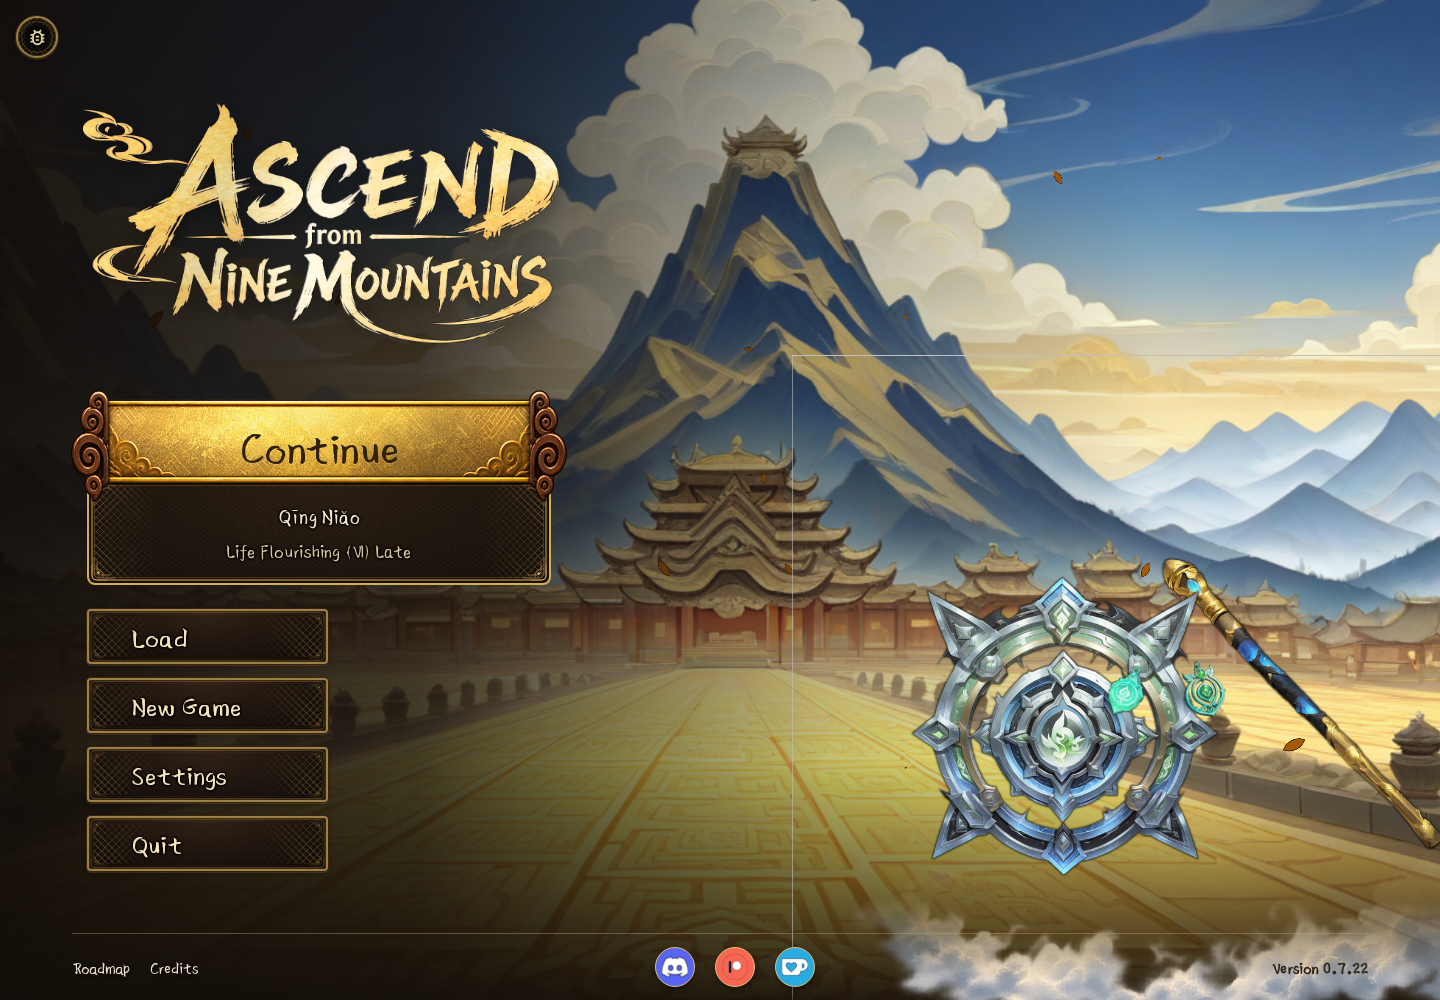 ASCEND
from
NINE MOUNTAINS
Continue
Qīng Niǎo
Life Flourishing (VI) Late
Load
New Game
Settings
Quit
Roadmap Credits
Version 0.7.22